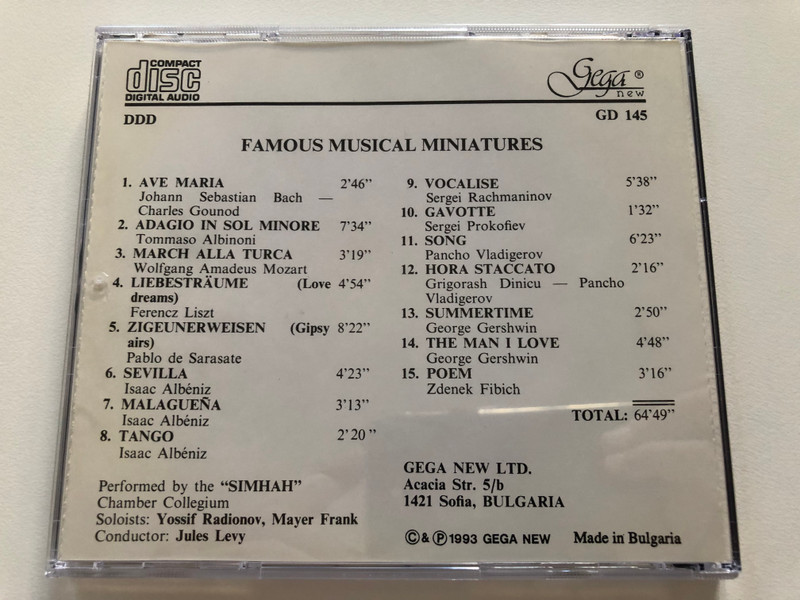 COMPACT
disc
DIGITAL AUDIO
Gega ®
new
DDD
GD 145
FAMOUS MUSICAL MINIATURES
1. AVE MARIA 2'46”
Johann Sebastian Bach —
Charles Gounod
2. ADAGIO IN SOL MINORE 7'34”
Tommaso Albinoni
3. MARCH ALLA TURCA 3'19”
Wolfgang Amadeus Mozart
4. LIEBESTRÄUME (Love 4'54”
dreams)
Ferencz Liszt
5. ZIGEUNERWEISEN (Gipsy 8'22”
airs)
Pablo de Sarasate
6. SEVILLA 4'23”
Isaac Albéniz
7. MALAGUEÑA 3'13”
Isaac Albéniz
8. TANGO 2'20”
Isaac Albéniz
Performed by the “SIMHAH”
Chamber Collegium
Soloists: Yossif Radionov, Mayer Frank
Conductor: Jules Levy
9. VOCALISE 5'38”
Sergei Rachmaninov
10. GAVOTTE 1'32”
Sergei Prokofiev
11. SONG 6'23”
Pancho Vladigerov
12. HORA STACCATO 2'16”
Grigorash Dinicu — Pancho
Vladigerov
13. SUMMERTIME 2'50”
George Gershwin
14. THE MAN I LOVE 4'48”
George Gershwin
15. POEM 3'16”
Zdenek Fibich
TOTAL: 64'49”
GEGA NEW LTD.
Acacia Str. 5/b
1421 Sofia, BULGARIA
©&℗1993 GEGA NEW Made in Bulgaria